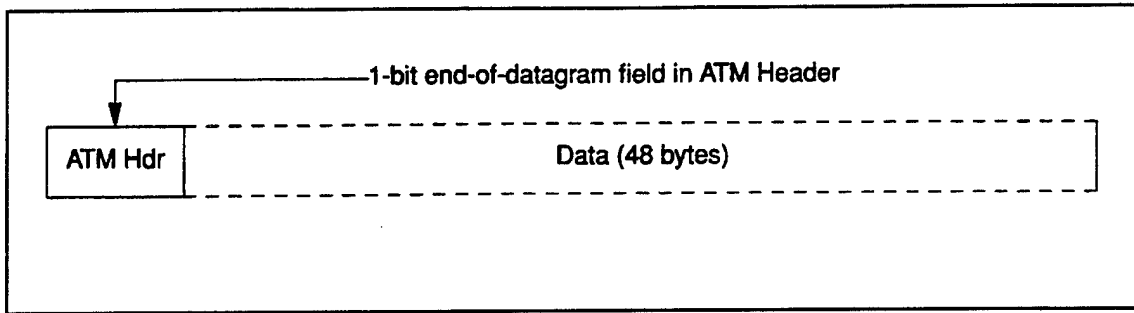 1-bit end-of-datagram field in ATM Header
ATM Hdr
Data (48 bytes)